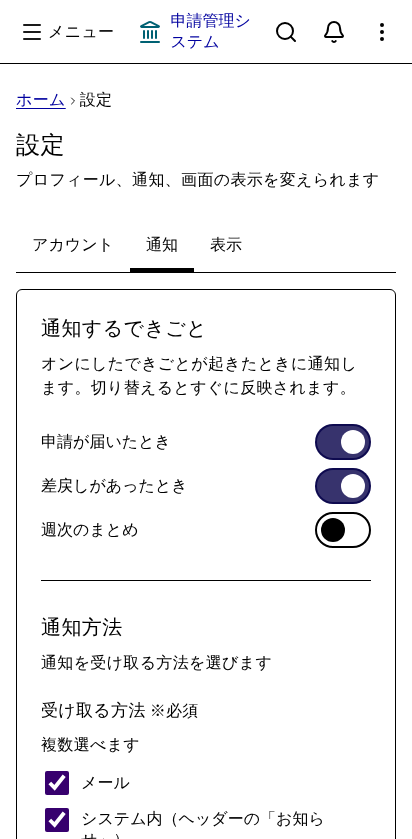 メニュー
申請管理シ
ステム
ホーム › 設定
設定
プロフィール、通知、画面の表示を変えられます
アカウント 通知 表示
通知するできごと
オンにしたできごとが起きたときに通知し
ます。切り替えるとすぐに反映されます。
申請が届いたとき
差戻しがあったとき
週次のまとめ
通知方法
通知を受け取る方法を選びます
受け取る方法 ※必須
複数選べます
メール
システム内（ヘッダーの「お知ら
せ」）